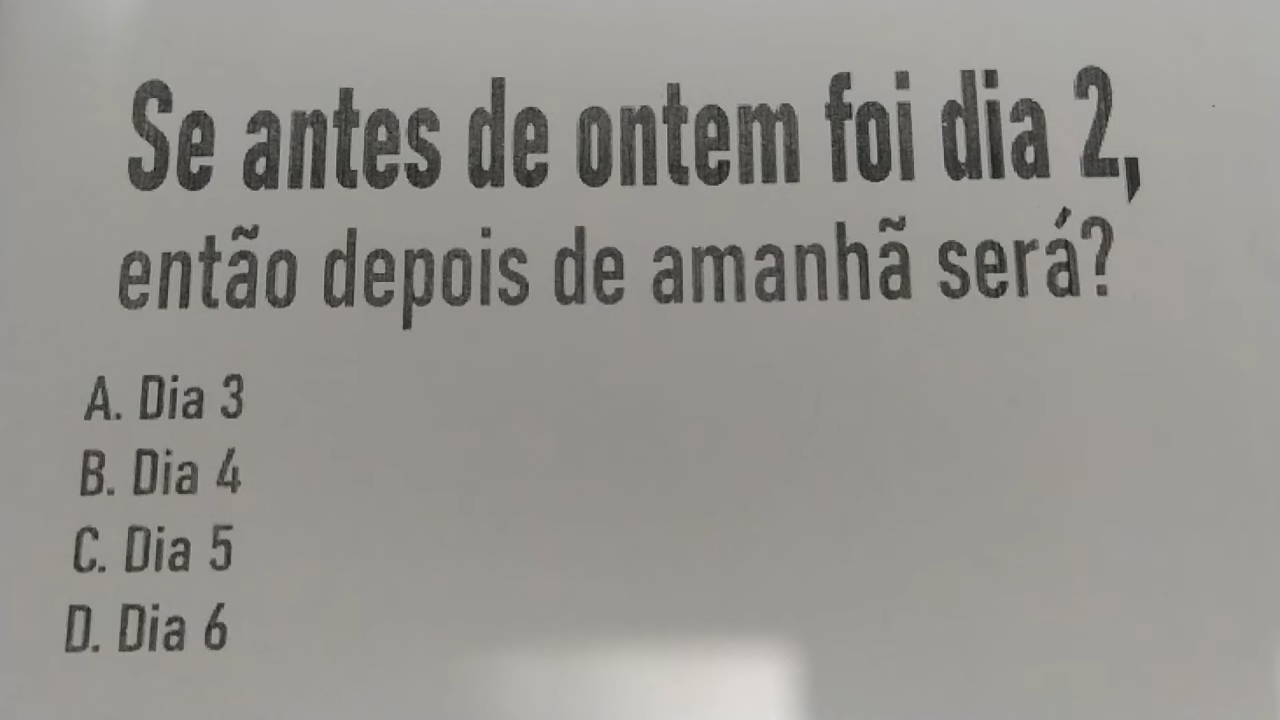 Se antes de ontem foi dia 2,
então depois de amanhã será?
A. Dia 3
B. Dia 4
C. Dia 5
D. Dia 6